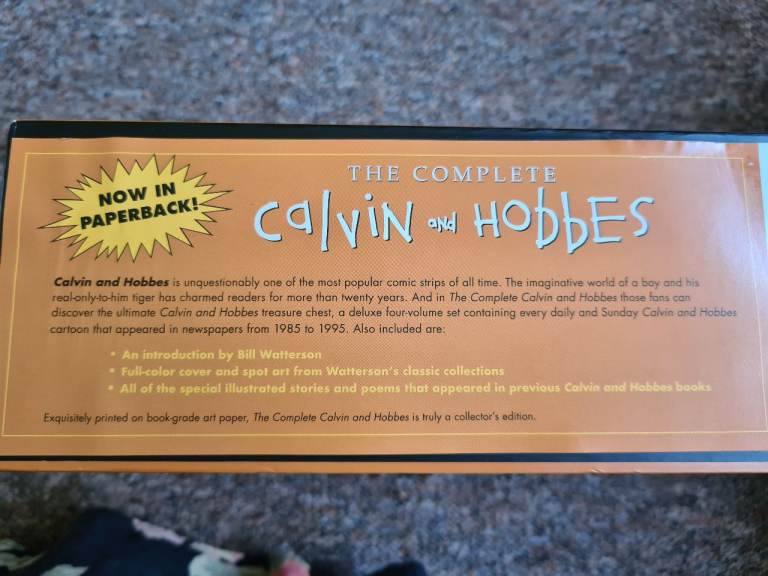 NOW IN
PAPERBACK!
THE COMPLETE
Calvin and Hobbes
Calvin and Hobbes is unquestionably one of the most popular comic strips of all time. The imaginative world of a boy and his
real-only-to-him tiger has charmed readers for more than twenty years. And in The Complete Calvin and Hobbes those fans can
discover the ultimate Calvin and Hobbes treasure chest, a deluxe four-volume set containing every daily and Sunday Calvin and Hobbes
cartoon that appeared in newspapers from 1985 to 1995. Also included are:
• An introduction by Bill Watterson
• Full-color cover and spot art from Watterson's classic collections
• All of the special illustrated stories and poems that appeared in previous Calvin and Hobbes books
Exquisitely printed on book-grade art paper, The Complete Calvin and Hobbes is truly a collector's edition.